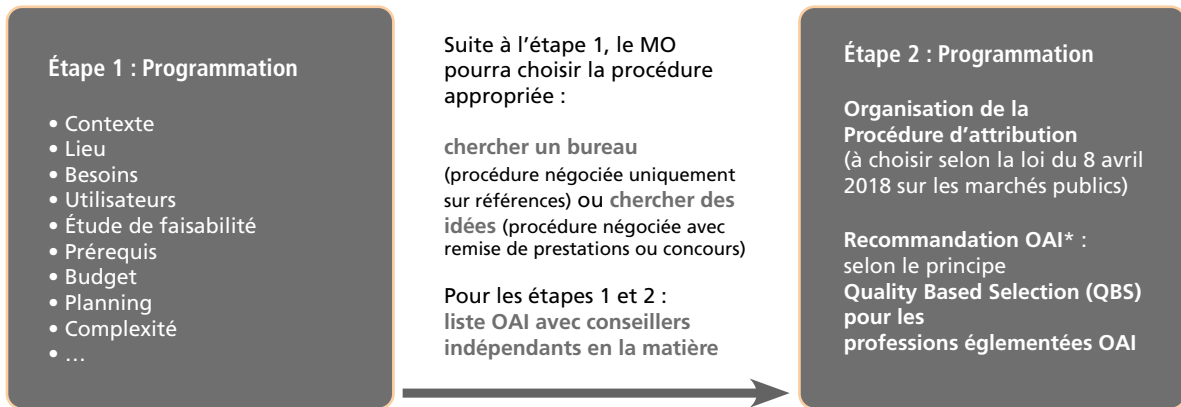 Étape 1 : Programmation
• Contexte
• Lieu
• Besoins
• Utilisateurs
• Étude de faisabilité
• Prérequis
• Budget
• Planning
• Complexité
• ...
Suite à l'étape 1, le MO
pourra choisir la procédure
appropriée :
chercher un bureau
(procédure négociée uniquement
sur références) ou chercher des
idées (procédure négociée avec
remise de prestations ou concours)
Pour les étapes 1 et 2 :
liste OAI avec conseillers
indépendants en la matière
Étape 2 : Programmation
Organisation de la
Procédure d'attribution
(à choisir selon la loi du 8 avril
2018 sur les marchés publics)
Recommandation OAI* :
selon le principe
Quality Based Selection (QBS)
pour les
professions églementées OAI